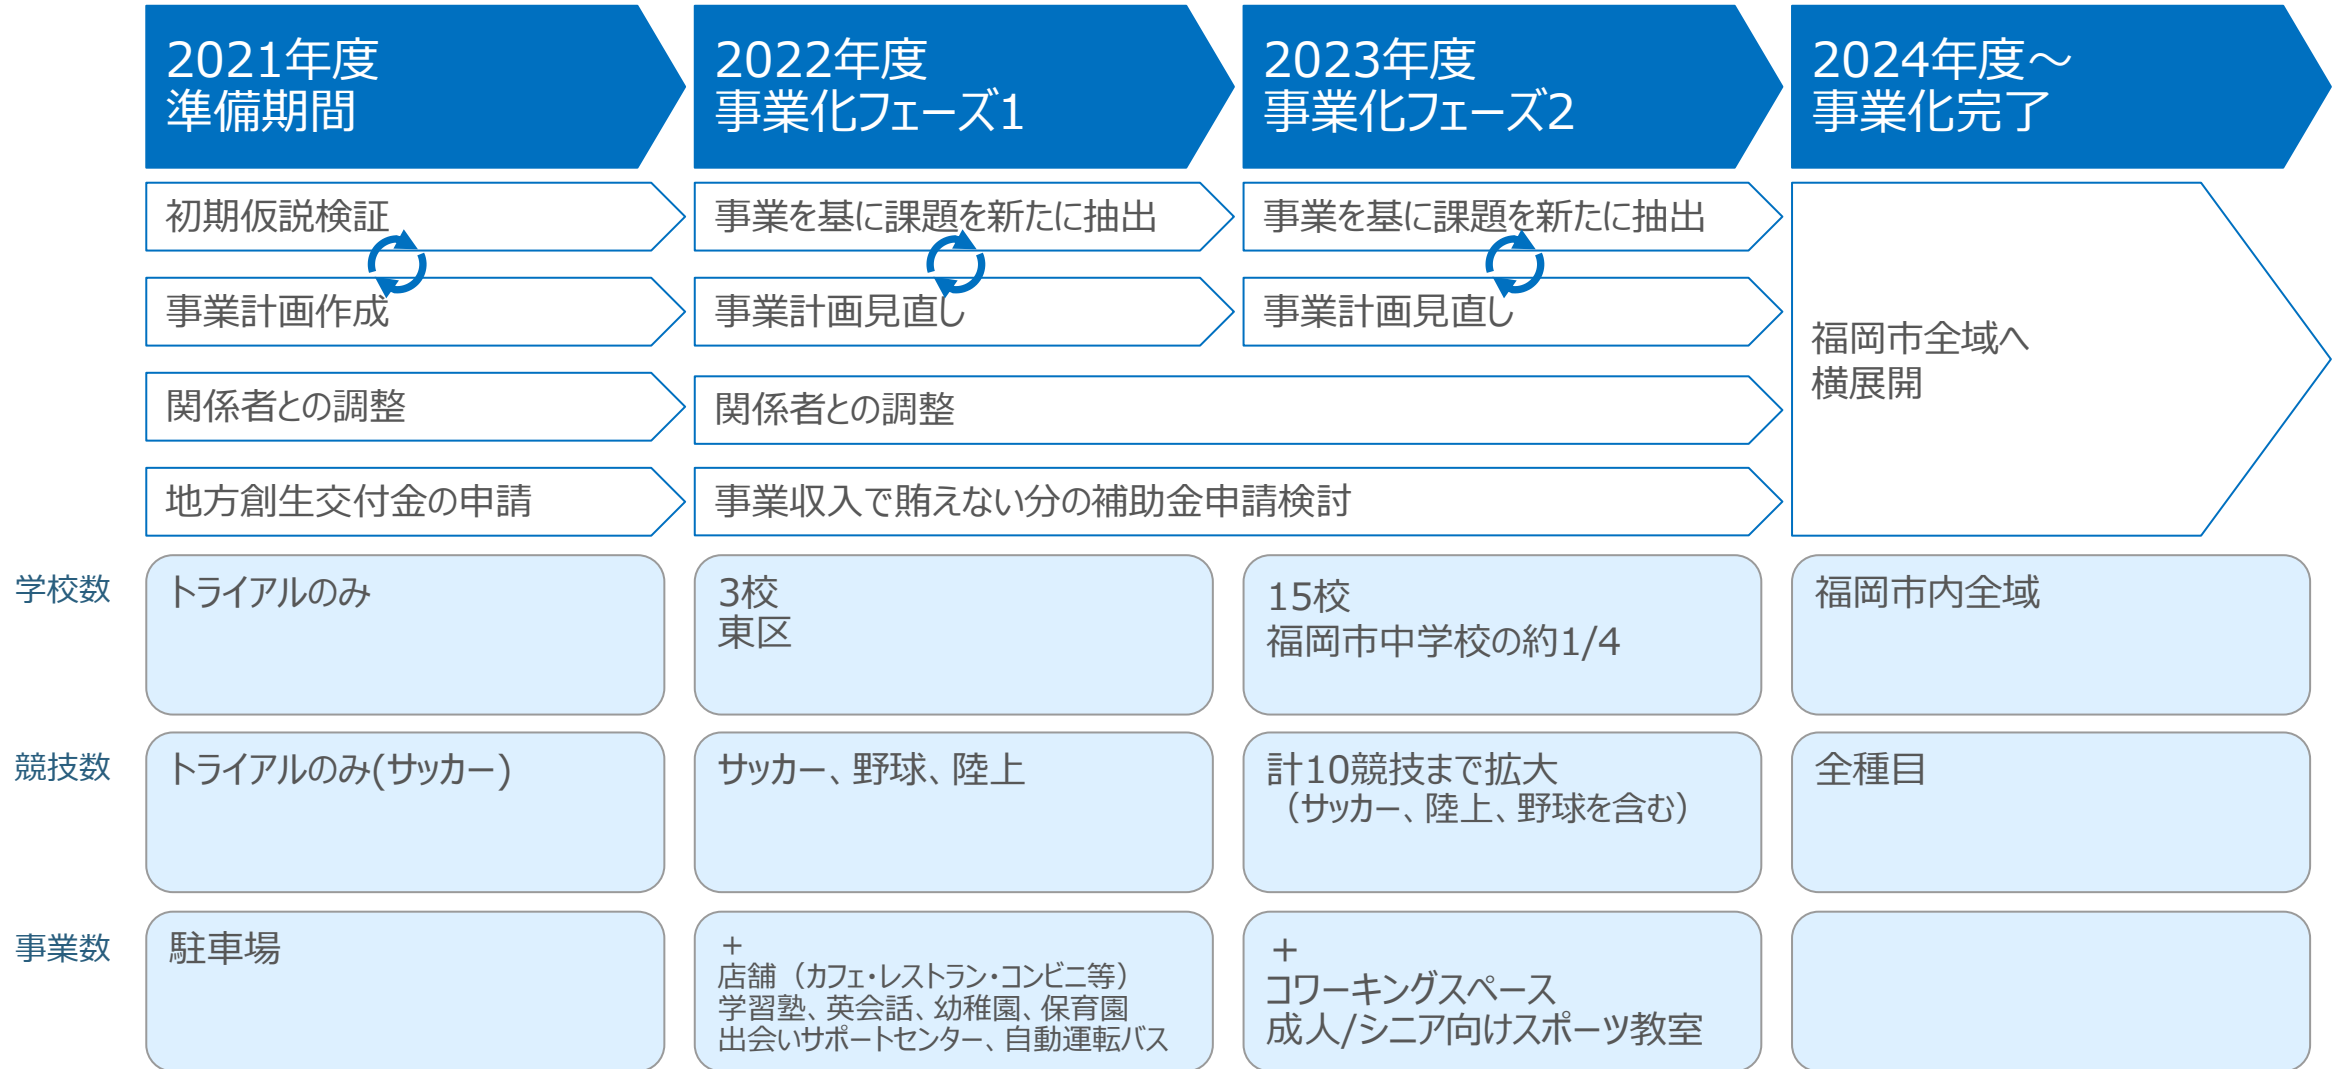 2021年度
準備期間
2022年度
事業化フェーズ1
2023年度
事業化フェーズ2
2024年度～
事業化完了
初期仮説検証
事業を基に課題を新たに抽出
事業を基に課題を新たに抽出
事業計画作成
事業計画見直し
事業計画見直し
福岡市全域へ
横展開
関係者との調整
関係者との調整
地方創生交付金の申請
事業収入で賄えない分の補助金申請検討
学校数
トライアルのみ
3校
東区
15校
福岡市中学校の約1/4
福岡市内全域
競技数
トライアルのみ(サッカー)
サッカー、野球、陸上
計10競技まで拡大
（サッカー、陸上、野球を含む）
全種目
事業数
駐車場
＋
店舗（カフェ・レストラン・コンビニ等）
学習塾、英会話、幼稚園、保育園
出会いサポートセンター、自動運転バス
＋
コワーキングスペース
成人/シニア向けスポーツ教室